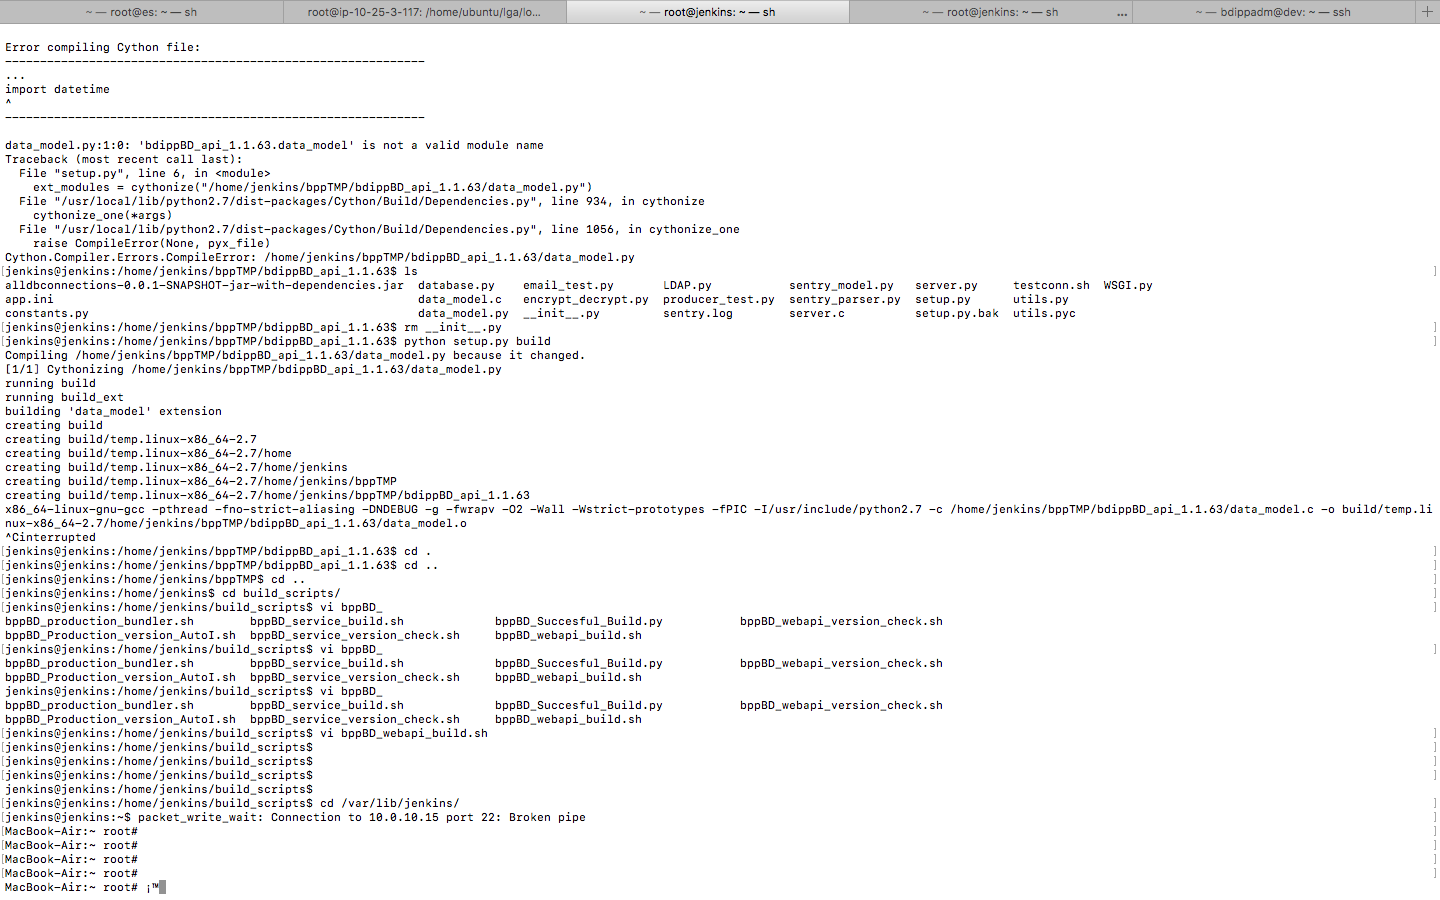 ~ — root@es: ~ — sh
root@ip-10-25-3-117: /home/ubuntu/lga/lo...
~ — root@jenkins: ~ — sh
~ — root@jenkins: ~ — sh ...
~ — bdippadm@dev: ~ — ssh +
Error compiling Cython file:
------------------------------------------------------------
...
import datetime
^
------------------------------------------------------------
data_model.py:1:0: 'bdippBD_api_1.1.63.data_model' is not a valid module name
Traceback (most recent call last):
File "setup.py", line 6, in <module>
ext_modules = cythonize("/home/jenkins/bppTMP/bdippBD_api_1.1.63/data_model.py")
File "/usr/local/lib/python2.7/dist-packages/Cython/Build/Dependencies.py", line 934, in cythonize
cythonize_one(*args)
File "/usr/local/lib/python2.7/dist-packages/Cython/Build/Dependencies.py", line 1056, in cythonize_one
raise CompileError(None, pyx_file)
Cython.Compiler.Errors.CompileError: /home/jenkins/bppTMP/bdippBD_api_1.1.63/data_model.py
[jenkins@jenkins:/home/jenkins/bppTMP/bdippBD_api_1.1.63$ ls ]
alldbconnections-0.0.1-SNAPSHOT-jar-with-dependencies.jar database.py email_test.py LDAP.py sentry_model.py server.py testconn.sh WSGI.py
app.ini data_model.c encrypt_decrypt.py producer_test.py sentry_parser.py setup.py utils.py
constants.py data_model.py __init__.py sentry.log server.c setup.py.bak utils.pyc
[jenkins@jenkins:/home/jenkins/bppTMP/bdippBD_api_1.1.63$ rm __init__.py ]
[jenkins@jenkins:/home/jenkins/bppTMP/bdippBD_api_1.1.63$ python setup.py build ]
Compiling /home/jenkins/bppTMP/bdippBD_api_1.1.63/data_model.py because it changed.
[1/1] Cythonizing /home/jenkins/bppTMP/bdippBD_api_1.1.63/data_model.py
running build
running build_ext
building 'data_model' extension
creating build
creating build/temp.linux-x86_64-2.7
creating build/temp.linux-x86_64-2.7/home
creating build/temp.linux-x86_64-2.7/home/jenkins
creating build/temp.linux-x86_64-2.7/home/jenkins/bppTMP
creating build/temp.linux-x86_64-2.7/home/jenkins/bppTMP/bdippBD_api_1.1.63
x86_64-linux-gnu-gcc -pthread -fno-strict-aliasing -DNDEBUG -g -fwrapv -O2 -Wall -Wstrict-prototypes -fPIC -I/usr/include/python2.7 -c /home/jenkins/bppTMP/bdippBD_api_1.1.63/data_model.c -o build/temp.li
nux-x86_64-2.7/home/jenkins/bppTMP/bdippBD_api_1.1.63/data_model.o
^Cinterrupted
[jenkins@jenkins:/home/jenkins/bppTMP/bdippBD_api_1.1.63$ cd . ]
[jenkins@jenkins:/home/jenkins/bppTMP/bdippBD_api_1.1.63$ cd .. ]
[jenkins@jenkins:/home/jenkins/bppTMP$ cd .. ]
[jenkins@jenkins:/home/jenkins$ cd build_scripts/ ]
[jenkins@jenkins:/home/jenkins/build_scripts$ vi bppBD_ ]
bppBD_production_bundler.sh bppBD_service_build.sh bppBD_Succesful_Build.py bppBD_webapi_version_check.sh
bppBD_Production_version_AutoI.sh bppBD_service_version_check.sh bppBD_webapi_build.sh
[jenkins@jenkins:/home/jenkins/build_scripts$ vi bppBD_ ]
bppBD_production_bundler.sh bppBD_service_build.sh bppBD_Succesful_Build.py bppBD_webapi_version_check.sh
bppBD_Production_version_AutoI.sh bppBD_service_version_check.sh bppBD_webapi_build.sh
jenkins@jenkins:/home/jenkins/build_scripts$ vi bppBD_
bppBD_production_bundler.sh bppBD_service_build.sh bppBD_Succesful_Build.py bppBD_webapi_version_check.sh
bppBD_Production_version_AutoI.sh bppBD_service_version_check.sh bppBD_webapi_build.sh
[jenkins@jenkins:/home/jenkins/build_scripts$ vi bppBD_webapi_build.sh ]
[jenkins@jenkins:/home/jenkins/build_scripts$ ]
[jenkins@jenkins:/home/jenkins/build_scripts$ ]
[jenkins@jenkins:/home/jenkins/build_scripts$ ]
jenkins@jenkins:/home/jenkins/build_scripts$
[jenkins@jenkins:/home/jenkins/build_scripts$ cd /var/lib/jenkins/ ]
[jenkins@jenkins:~$ packet_write_wait: Connection to 10.0.10.15 port 22: Broken pipe ]
[MacBook-Air:~ root# ]
[MacBook-Air:~ root# ]
[MacBook-Air:~ root# ]
[MacBook-Air:~ root# ]
MacBook-Air:~ root# ¡™